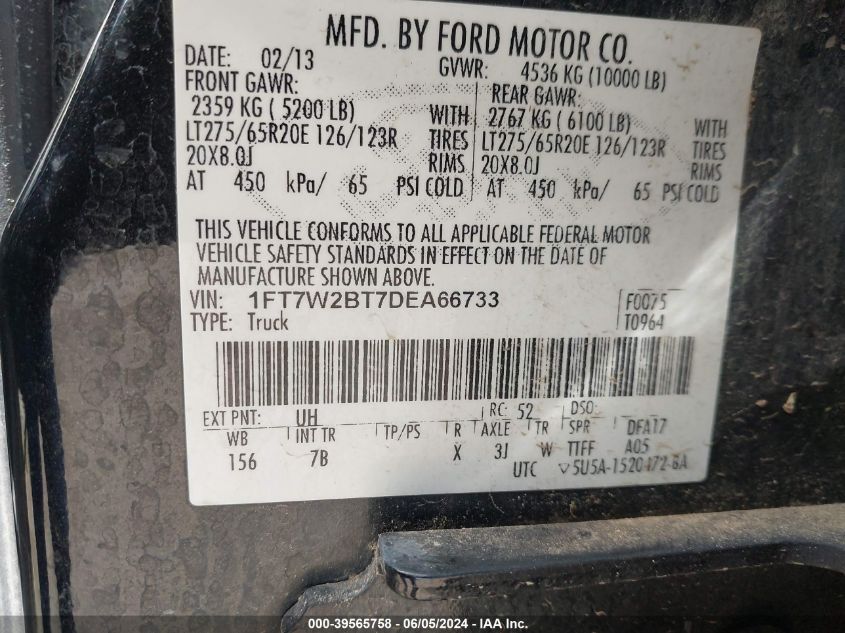 MFD. BY FORD MOTOR CO.
DATE: 02/13 GVWR: 4536 KG (10000 LB)
FRONT GAWR: REAR GAWR:
2359 KG ( 5200 LB) WITH 2767 KG ( 6100 LB) WITH
LT275/65R20E 126/123R TIRES LT275/65R20E 126/123R TIRES
20X8.0J RIMS 20X8.0J RIMS
AT 450 kPa/ 65 PSI COLD AT 450 kPa/ 65 PSI COLD
THIS VEHICLE CONFORMS TO ALL APPLICABLE FEDERAL MOTOR
VEHICLE SAFETY STANDARDS IN EFFECT ON THE DATE OF
MANUFACTURE SHOWN ABOVE.
VIN: 1FT7W2BT7DEA66733 F0075
TYPE: Truck T0964
EXT PNT: UH RC: 52 DSO:
WB INT TR TP/PS R AXLE TR SPR DFA17
156 7B X 3J W TTFF A05
UTC 5U5A-1520472-BA
000-39565758 - 06/05/2024 - IAA Inc.